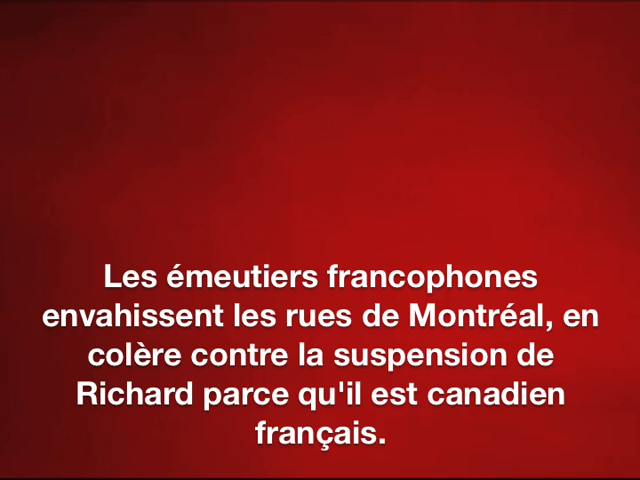 Les émeutiers francophones
envahissent les rues de Montréal, en
colère contre la suspension de
Richard parce qu'il est canadien
français.